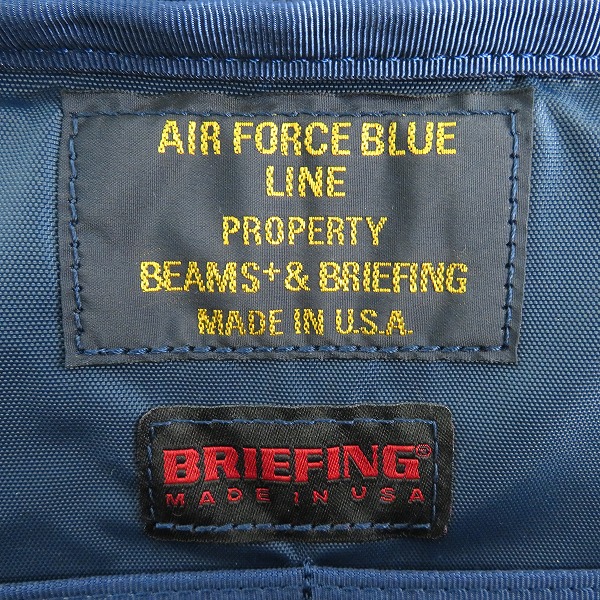 AIR FORCE BLUE
LINE
PROPERTY
BEAMS+ & BRIEFING
MADE IN U.S.A.
BRIEFING®
MADE IN USA